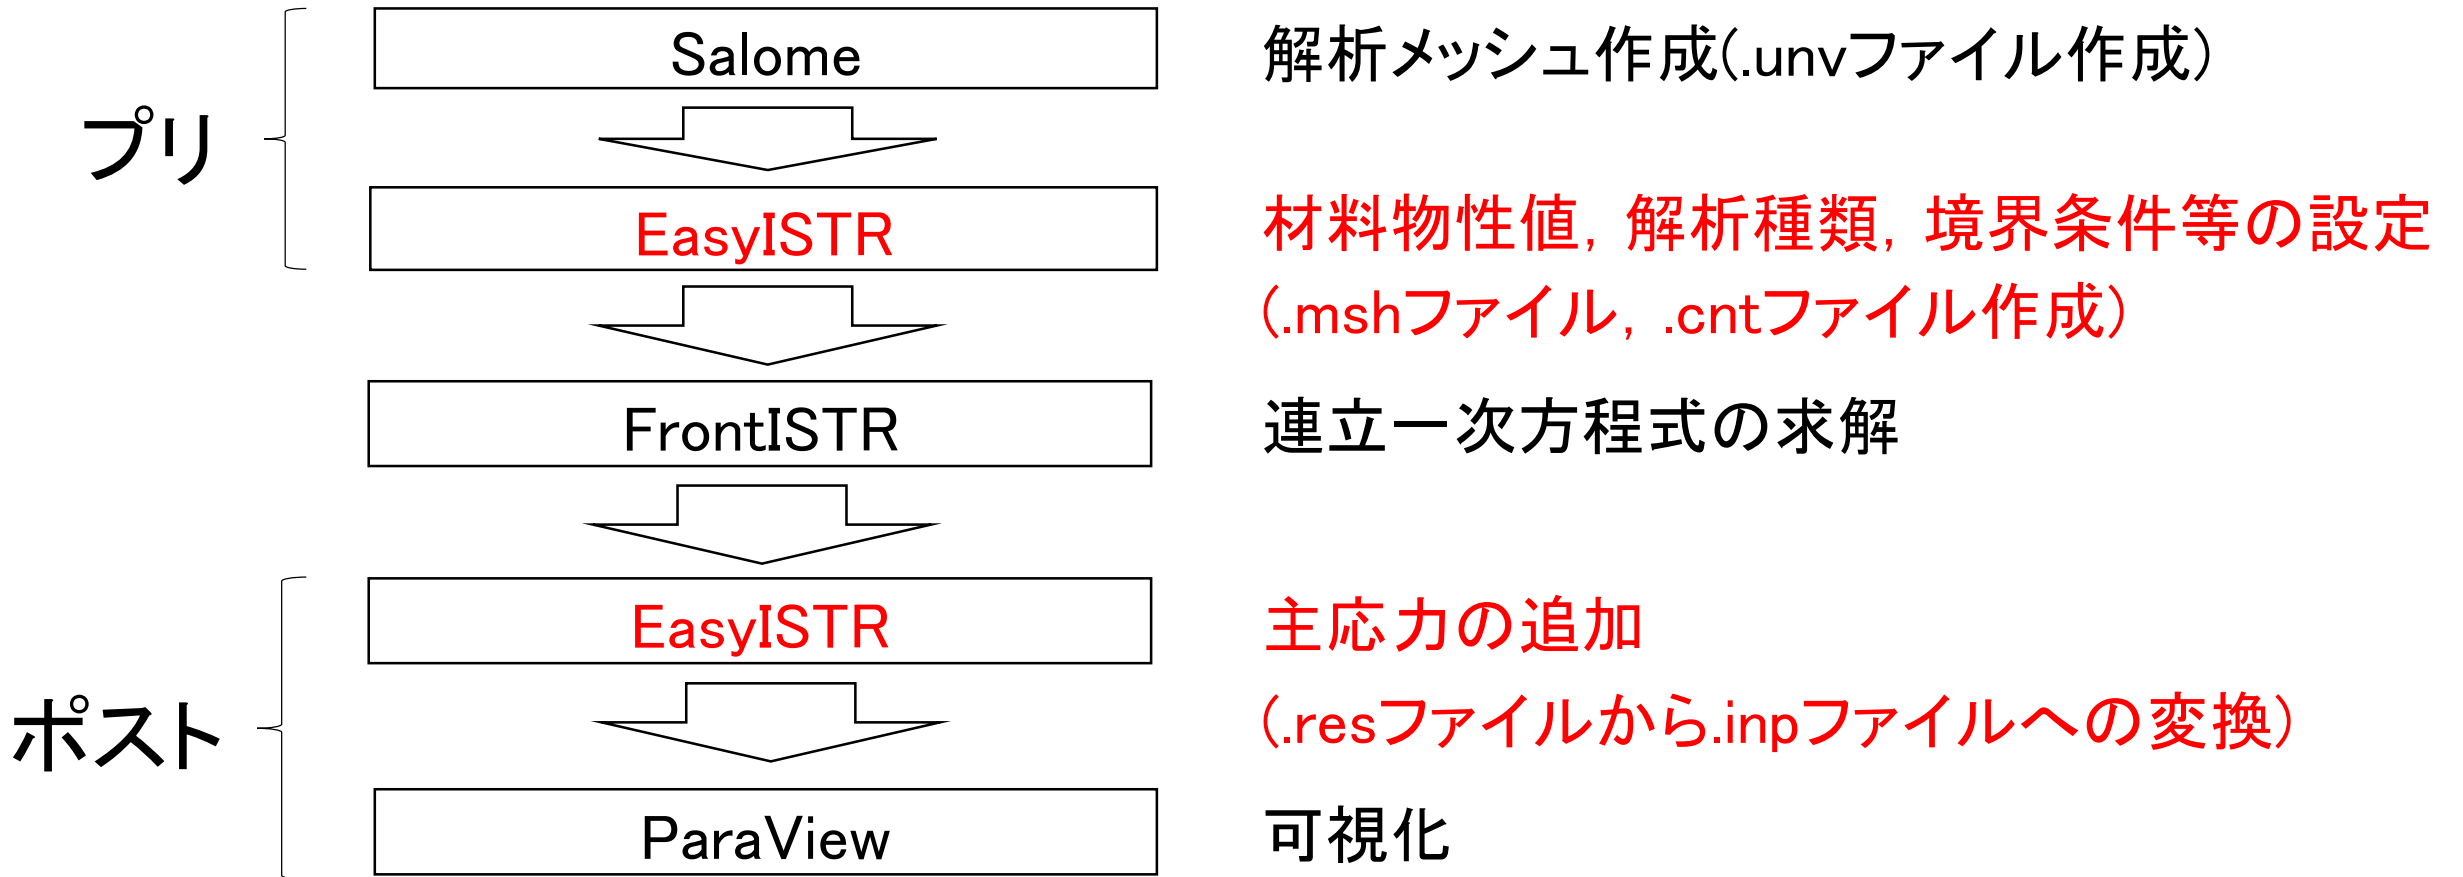 プリ
Salome
解析メッシュ作成(.unvファイル作成)
EasyISTR
材料物性値，解析種類，境界条件等の設定
(.mshファイル，.cntファイル作成)
FrontISTR
連立一次方程式の求解
ポスト
EasyISTR
主応力の追加
(.resファイルから.inpファイルへの変換)
ParaView
可視化